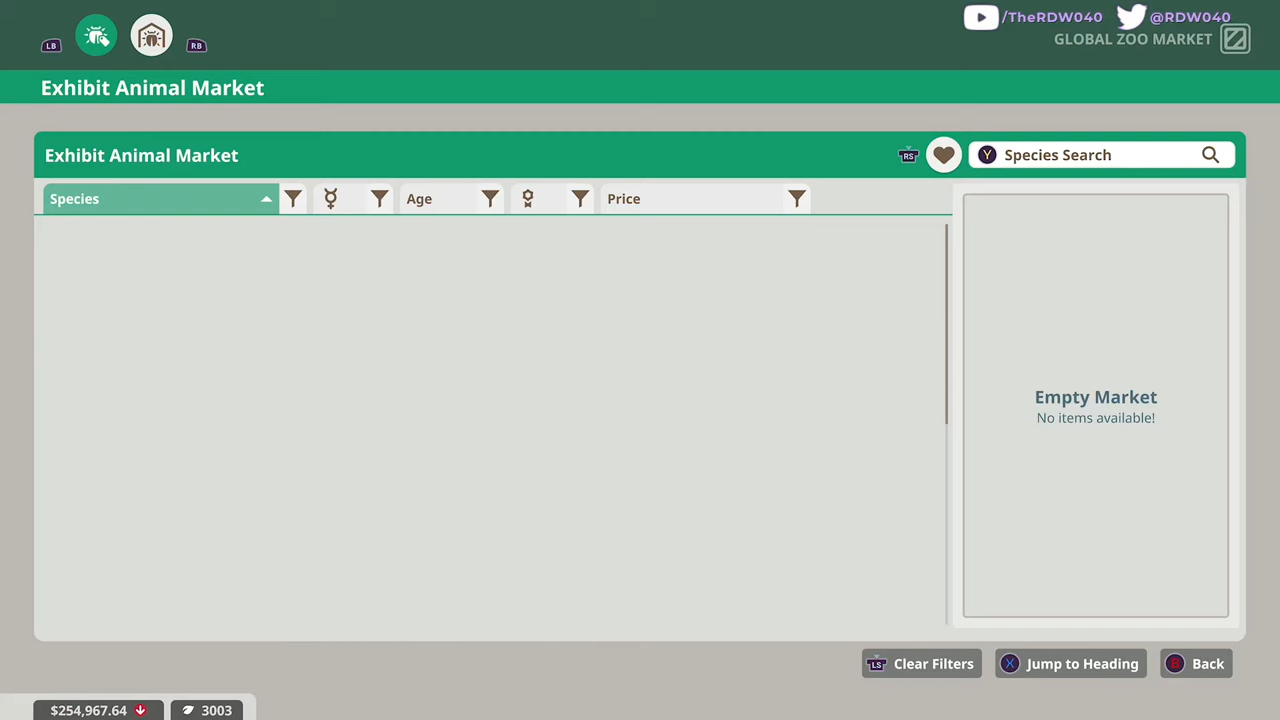 /TheRDW040 @RDW040
LB RB GLOBAL ZOO MARKET
Exhibit Animal Market
Exhibit Animal Market RS Y Species Search
Species Age Price
Empty Market
No items available!
LS Clear Filters X Jump to Heading B Back
$254,967.64 3003